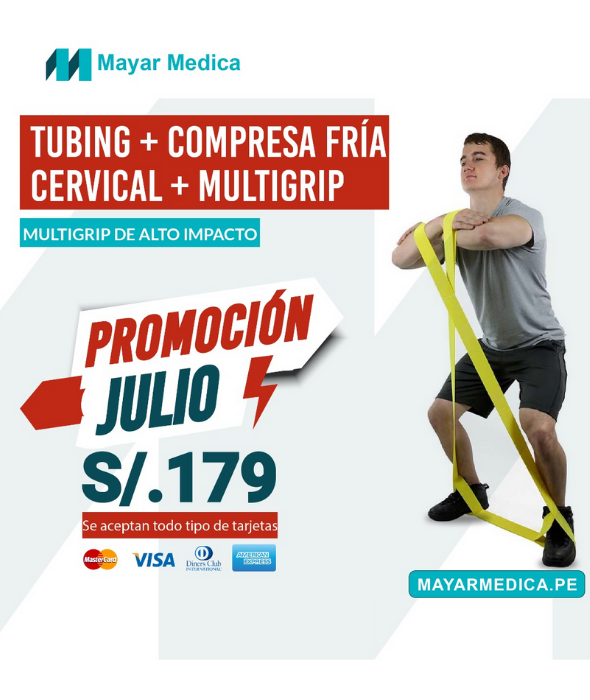 Mayar Medica
TUBING + COMPRESA FRÍA
CERVICAL + MULTIGRIP
MULTIGRIP DE ALTO IMPACTO
PROMOCIÓN
JULIO
S/.179
Se aceptan todo tipo de tarjetas
MasterCard VISA Diners Club INTERNATIONAL AMERICAN EXPRESS
MAYARMEDICA.PE